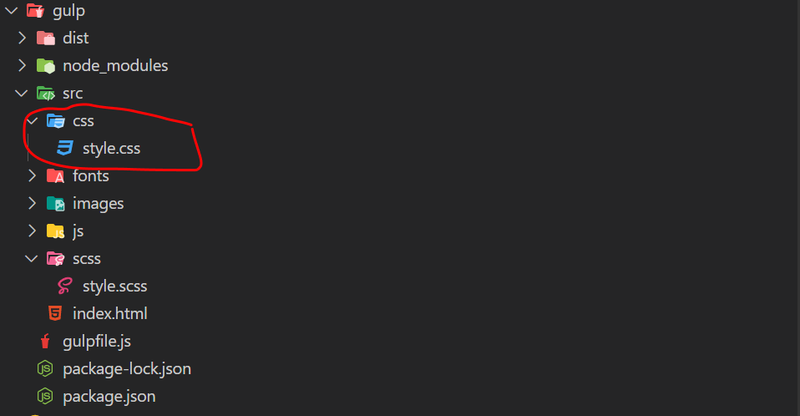 gulp
dist
node_modules
src
css
style.css
fonts
images
js
scss
style.scss
index.html
gulpfile.js
package-lock.json
package.json